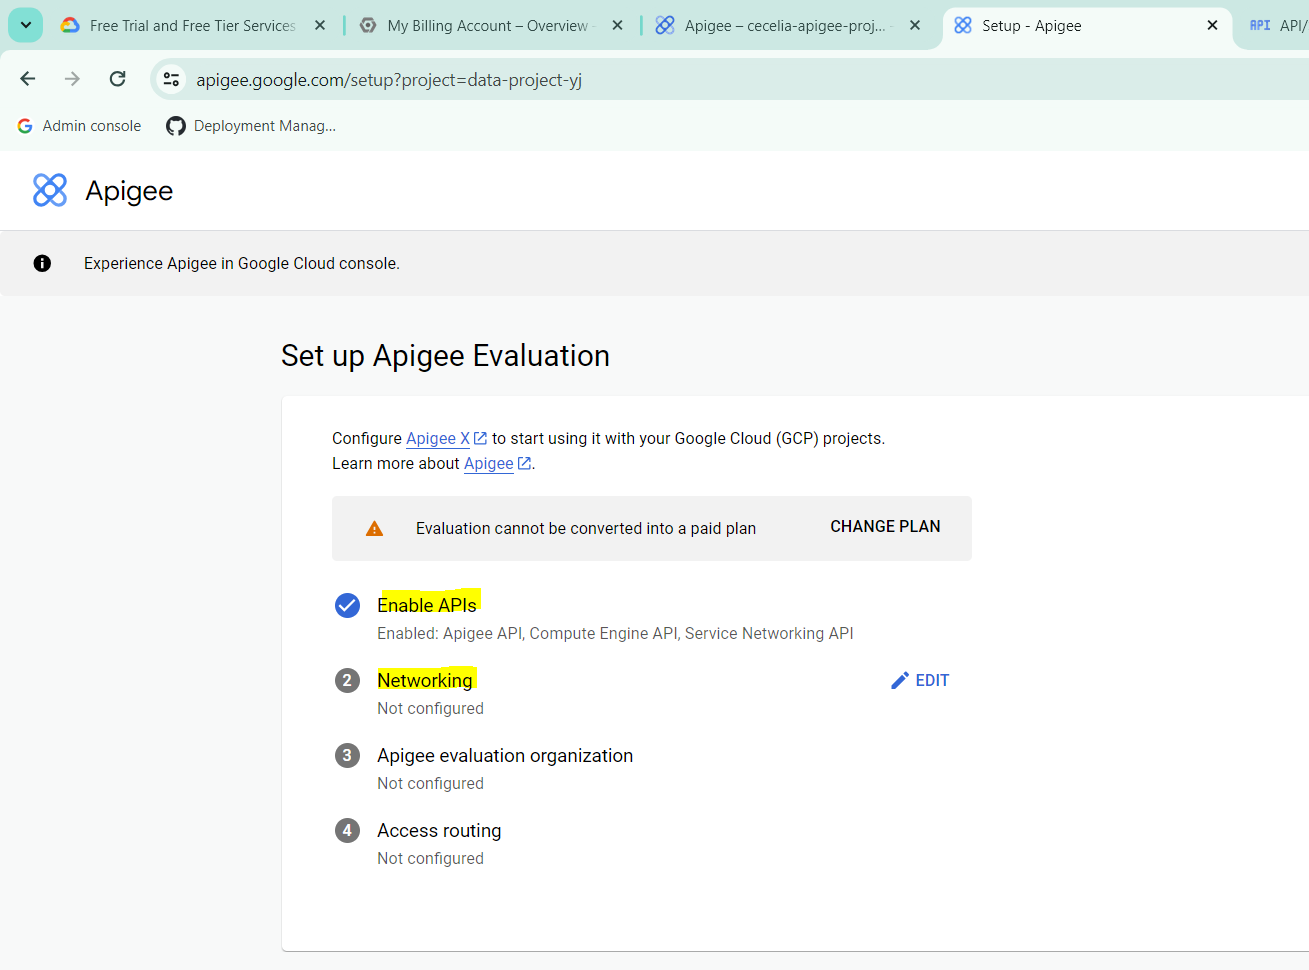 Free Trial and Free Tier Services
My Billing Account – Overview -
Apigee – cecelia-apigee-proj... -
Setup - Apigee
API API/
apigee.google.com/setup?project=data-project-yj
Admin console
Deployment Manag...
Apigee
Experience Apigee in Google Cloud console.
Set up Apigee Evaluation
Configure Apigee X to start using it with your Google Cloud (GCP) projects.
Learn more about Apigee.
Evaluation cannot be converted into a paid plan
CHANGE PLAN
Enable APIs
Enabled: Apigee API, Compute Engine API, Service Networking API
2 Networking
EDIT
Not configured
3 Apigee evaluation organization
Not configured
4 Access routing
Not configured